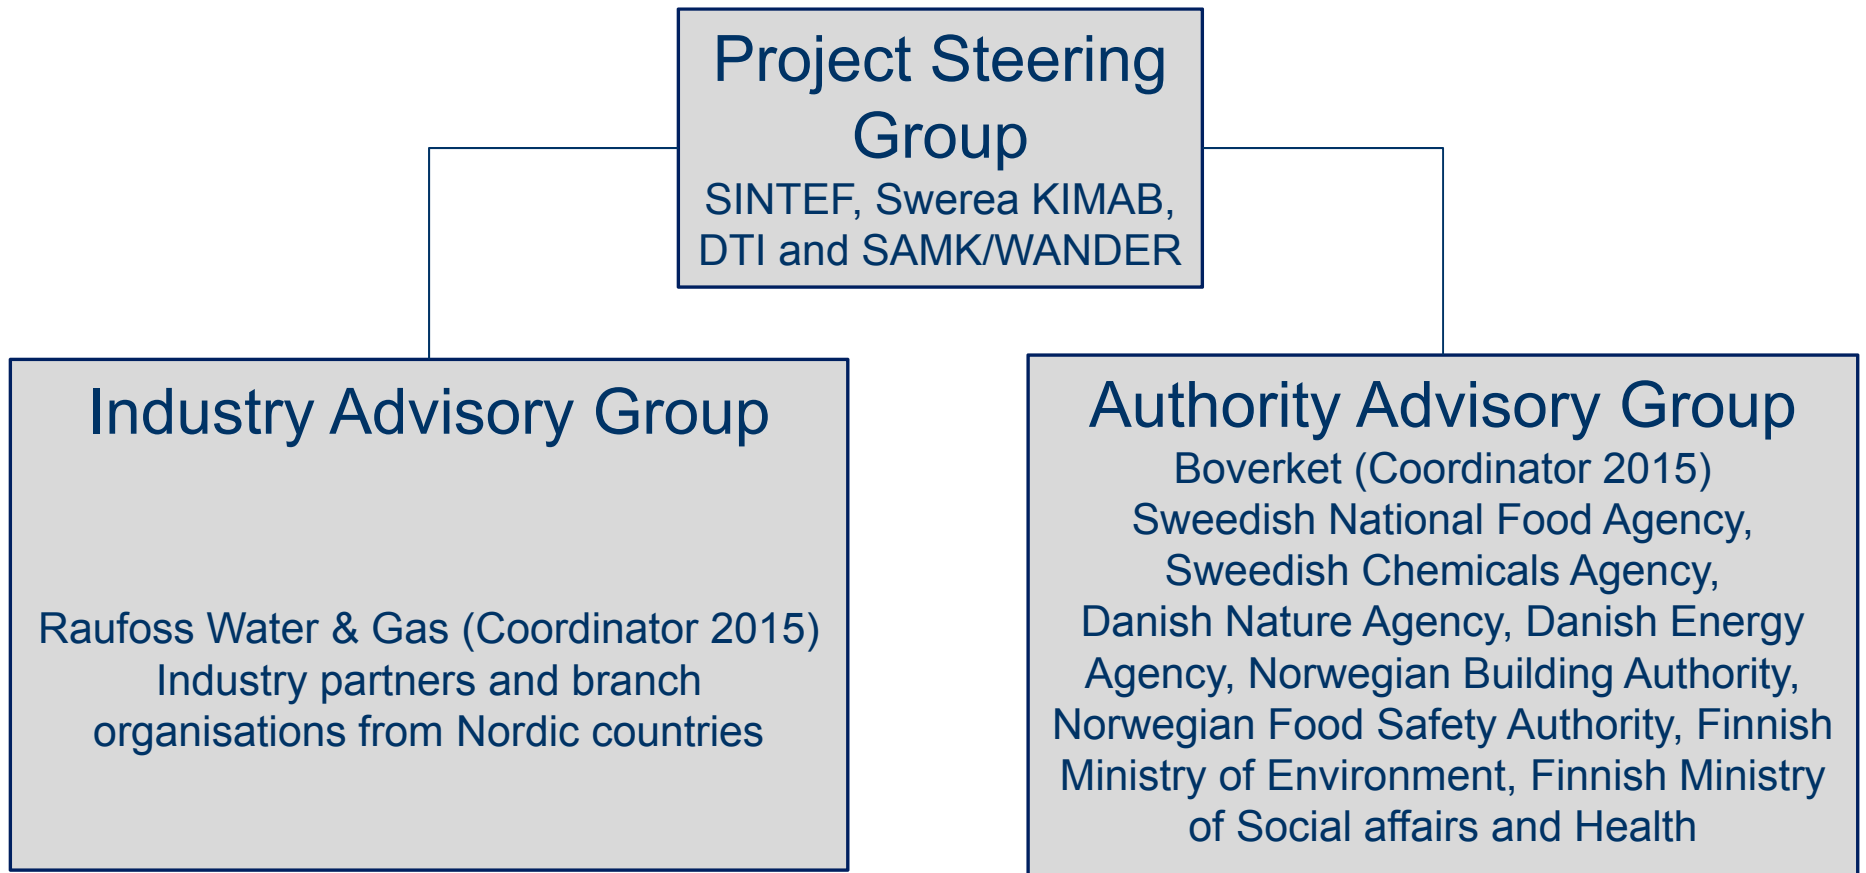 Project Steering
Group
SINTEF, Swerea KIMAB,
DTI and SAMK/WANDER
Industry Advisory Group
Raufoss Water & Gas (Coordinator 2015)
Industry partners and branch
organisations from Nordic countries
Authority Advisory Group
Boverket (Coordinator 2015)
Sweedish National Food Agency,
Sweedish Chemicals Agency,
Danish Nature Agency, Danish Energy
Agency, Norwegian Building Authority,
Norwegian Food Safety Authority, Finnish
Ministry of Environment, Finnish Ministry
of Social affairs and Health